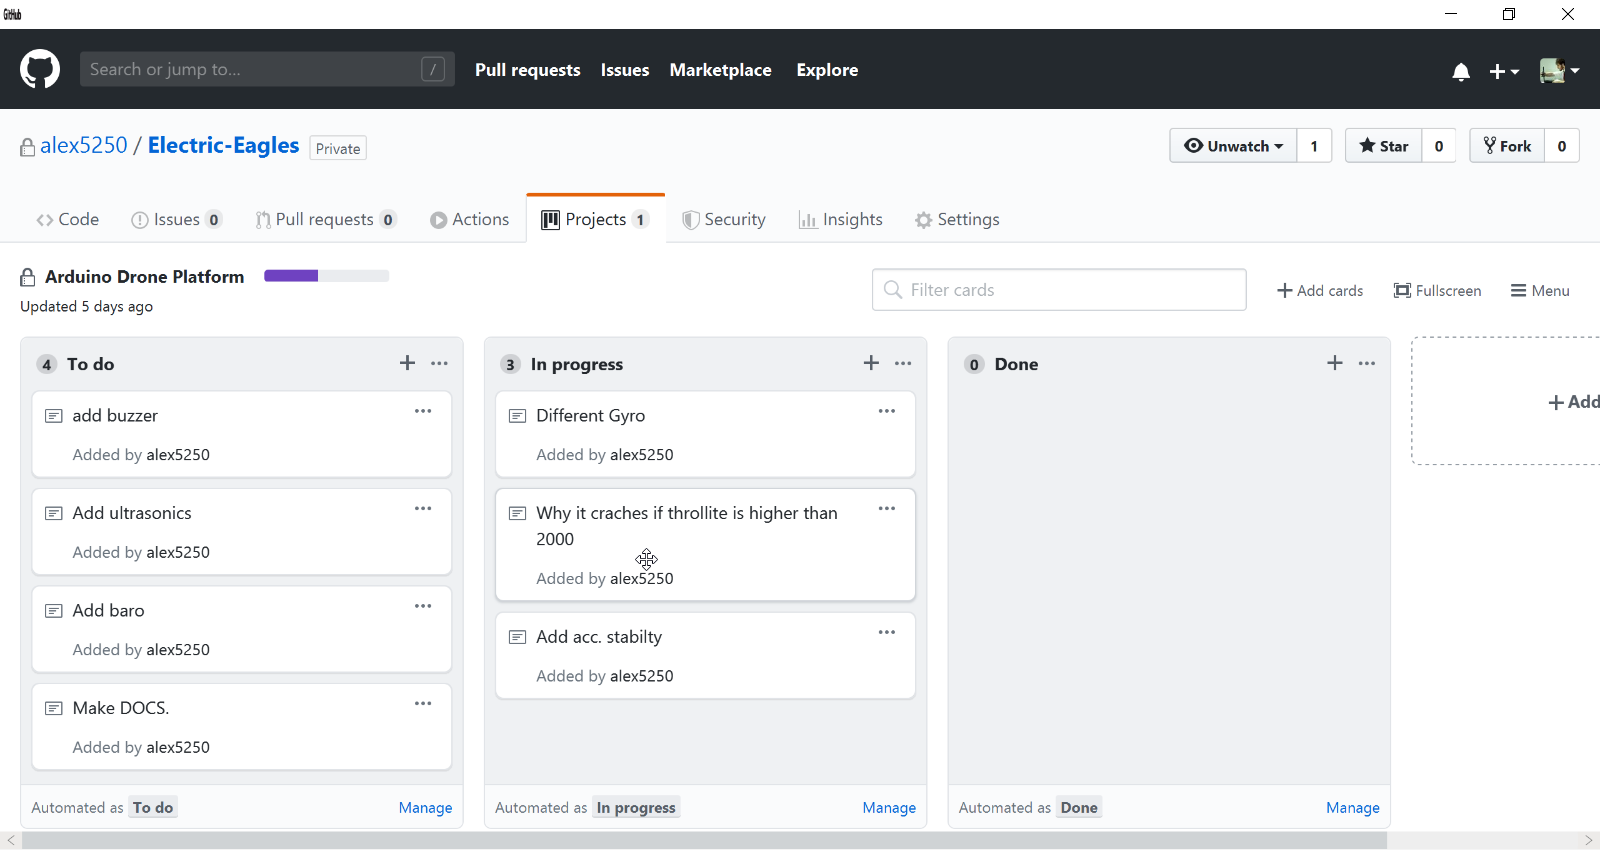 GitHub
Search or jump to... /
Pull requests Issues Marketplace Explore
alex5250 / Electric-Eagles Private
Unwatch 1 Star 0 Fork 0
Code Issues 0 Pull requests 0 Actions Projects 1 Security Insights Settings
Arduino Drone Platform
Updated 5 days ago
Filter cards
Add cards Fullscreen Menu
4 To do
add buzzer
Added by alex5250
Add ultrasonics
Added by alex5250
Add baro
Added by alex5250
Make DOCS.
Added by alex5250
Automated as To do Manage
3 In progress
Different Gyro
Added by alex5250
Why it craches if throllite is higher than
2000
Added by alex5250
Add acc. stabilty
Added by alex5250
Automated as In progress Manage
0 Done
Automated as Done Manage
Add